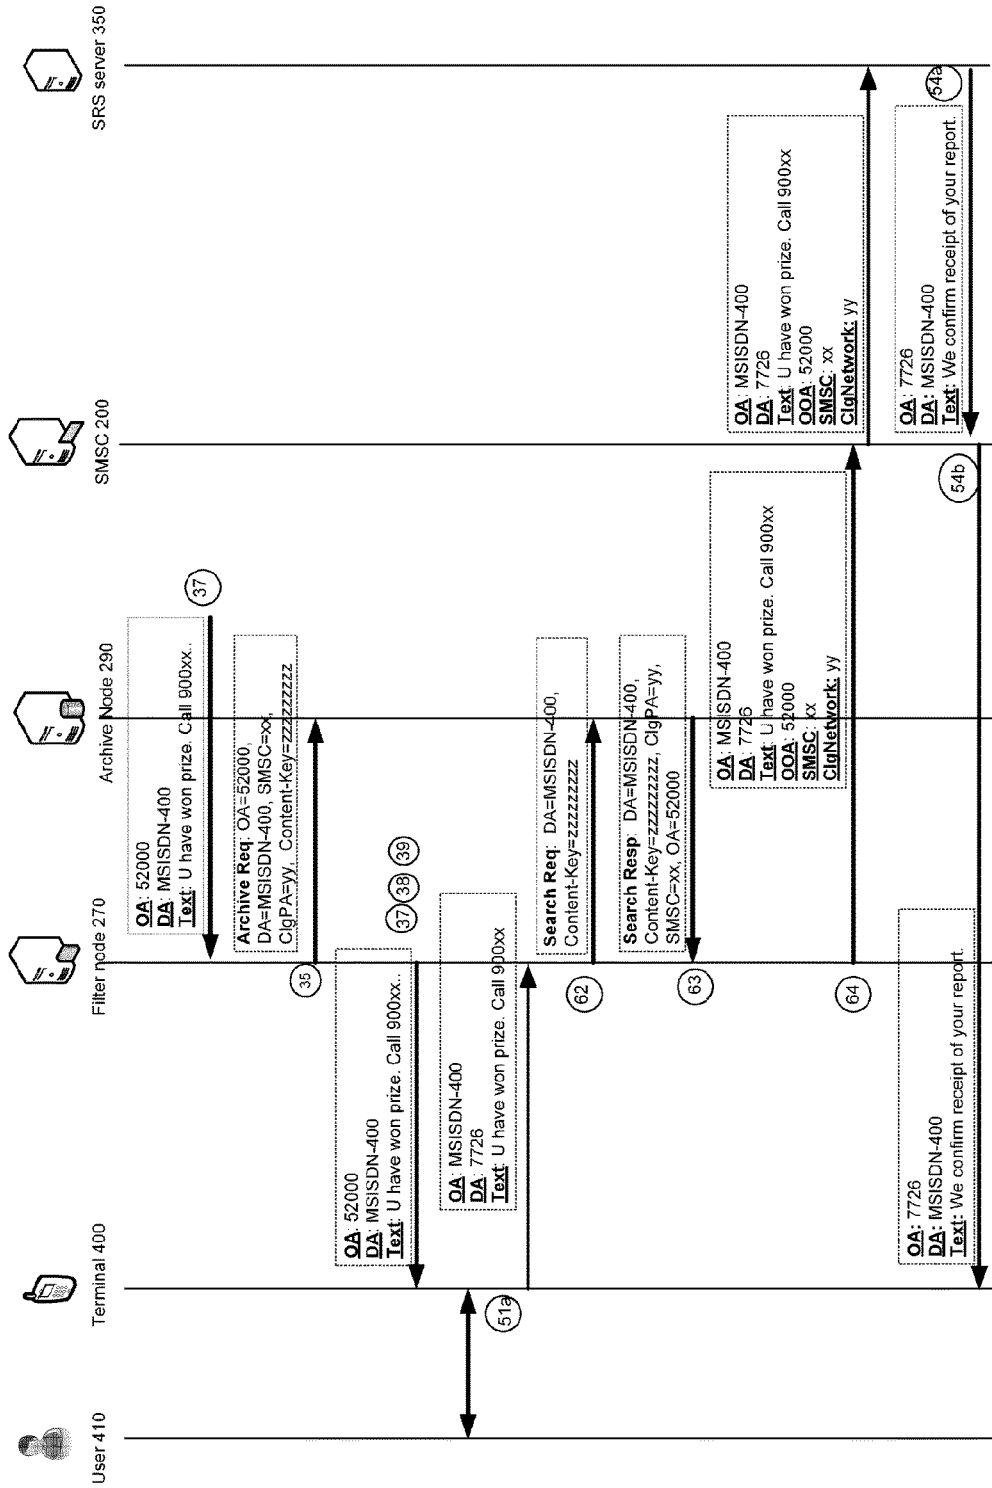 User 410
Terminal 400
Filter node 270
Archive Node 290
SMSC 200
SRS server 350
OA: 52000
DA: MSISDN-400
Text: U have won prize. Call 900xx..
37
Archive Req: OA=52000,
DA=MSISDN-400, SMSC=xx,
ClgPA=yy, Content-Key=zzzzzzzzzz
35
OA: 52000
DA: MSISDN-400
Text: U have won prize. Call 900xx..
37
38
39
OA: MSISDN-400
DA: 7726
Text: U have won prize. Call 900xx
51a
Search Req: DA=MSISDN-400,
Content-Key=zzzzzzzzzz
62
Search Resp: DA=MSISDN-400,
Content-Key=zzzzzzzzzz, ClgPA=yy,
SMSC=xx, OA=52000
63
OA: MSISDN-400
DA: 7726
Text: U have won prize. Call 900xx
OOA: 52000
SMSC: xx
ClgNetwork: yy
64
OA: MSISDN-400
DA: 7726
Text: U have won prize. Call 900xx
OOA: 52000
SMSC: xx
ClgNetwork: yy
OA: 7726
DA: MSISDN-400
Text: We confirm receipt of your report.
54a
OA: 7726
DA: MSISDN-400
Text: We confirm receipt of your report.
54b